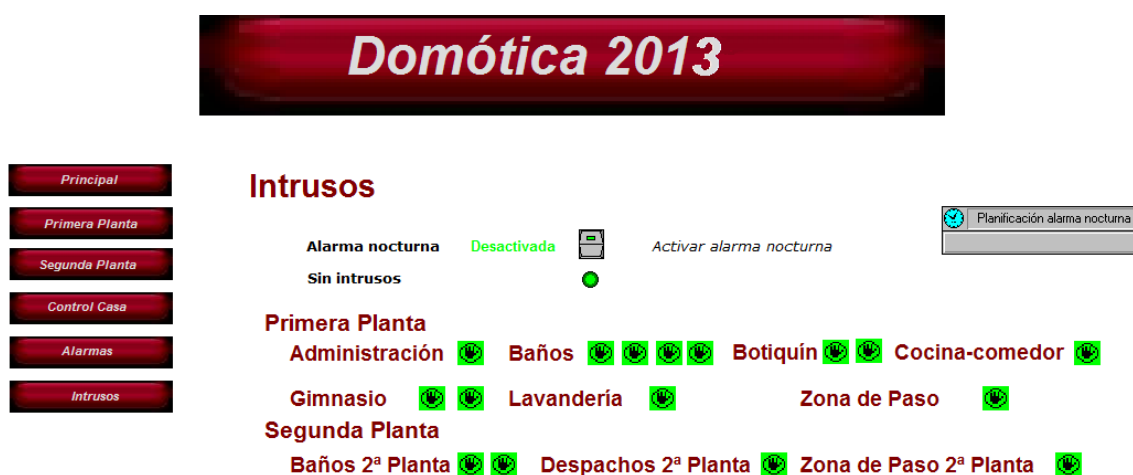 Domótica 2013
Principal
Primera Planta
Segunda Planta
Control Casa
Alarmas
Intrusos
Intrusos
Planificación alarma nocturna
Alarma nocturna Desactivada Activar alarma nocturna
Sin intrusos
Primera Planta
Administración Baños Botiquín Cocina-comedor
Gimnasio Lavandería Zona de Paso
Segunda Planta
Baños 2ª Planta Despachos 2ª Planta Zona de Paso 2ª Planta